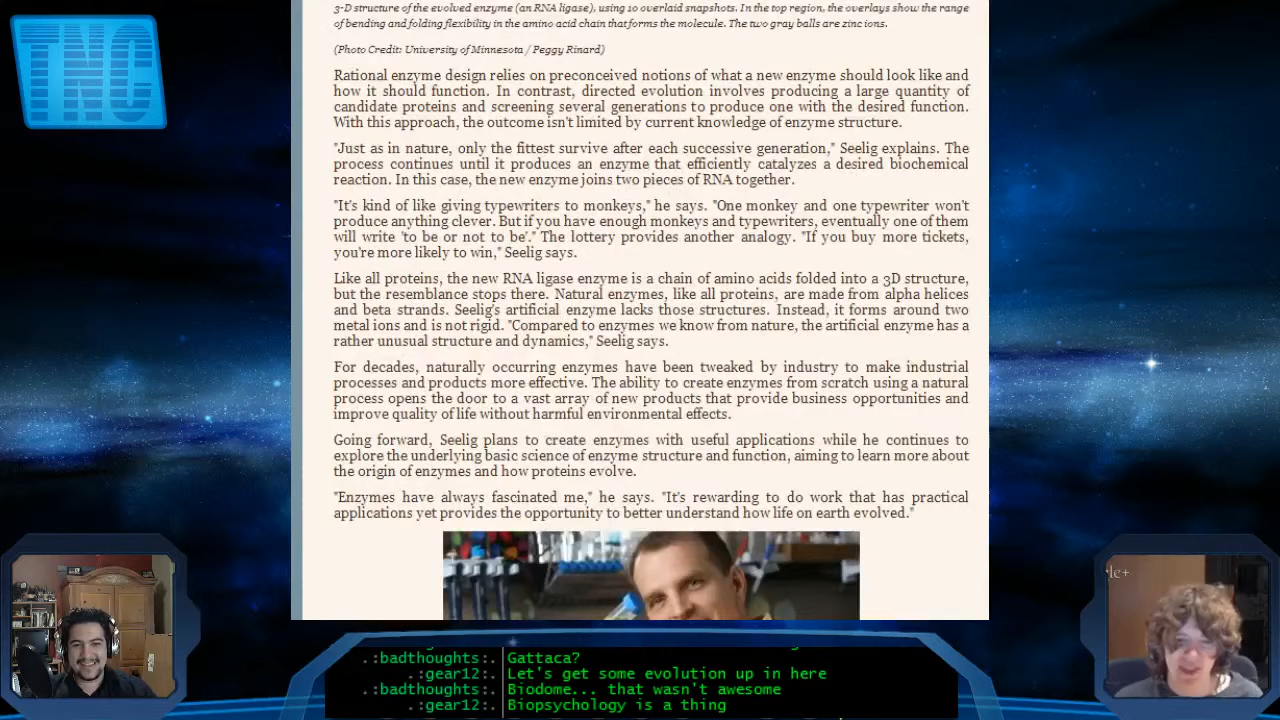 TNC
3-D structure of the evolved enzyme (an RNA ligase), using 10 overlaid snapshots. In the top region, the overlays show the range
of bending and folding flexibility in the amino acid chain that forms the molecule. The two gray balls are zinc ions.
(Photo Credit: University of Minnesota / Peggy Rinard)
Rational enzyme design relies on preconceived notions of what a new enzyme should look like and
how it should function. In contrast, directed evolution involves producing a large quantity of
candidate proteins and screening several generations to produce one with the desired function.
With this approach, the outcome isn't limited by current knowledge of enzyme structure.
"Just as in nature, only the fittest survive after each successive generation," Seelig explains. The
process continues until it produces an enzyme that efficiently catalyzes a desired biochemical
reaction. In this case, the new enzyme joins two pieces of RNA together.
"It's kind of like giving typewriters to monkeys," he says. "One monkey and one typewriter won't
produce anything clever. But if you have enough monkeys and typewriters, eventually one of them
will write 'to be or not to be'." The lottery provides another analogy. "If you buy more tickets,
you're more likely to win," Seelig says.
Like all proteins, the new RNA ligase enzyme is a chain of amino acids folded into a 3D structure,
but the resemblance stops there. Natural enzymes, like all proteins, are made from alpha helices
and beta strands. Seelig's artificial enzyme lacks those structures. Instead, it forms around two
metal ions and is not rigid. "Compared to enzymes we know from nature, the artificial enzyme has a
rather unusual structure and dynamics," Seelig says.
For decades, naturally occurring enzymes have been tweaked by industry to make industrial
processes and products more effective. The ability to create enzymes from scratch using a natural
process opens the door to a vast array of new products that provide business opportunities and
improve quality of life without harmful environmental effects.
Going forward, Seelig plans to create enzymes with useful applications while he continues to
explore the underlying basic science of enzyme structure and function, aiming to learn more about
the origin of enzymes and how proteins evolve.
"Enzymes have always fascinated me," he says. "It's rewarding to do work that has practical
applications yet provides the opportunity to better understand how life on earth evolved."
.:badthoughts:. Gattaca?
.:gear12:. Let's get some evolution up in here
.:badthoughts:. Biodome... that wasn't awesome
.:gear12:. Biopsychology is a thing